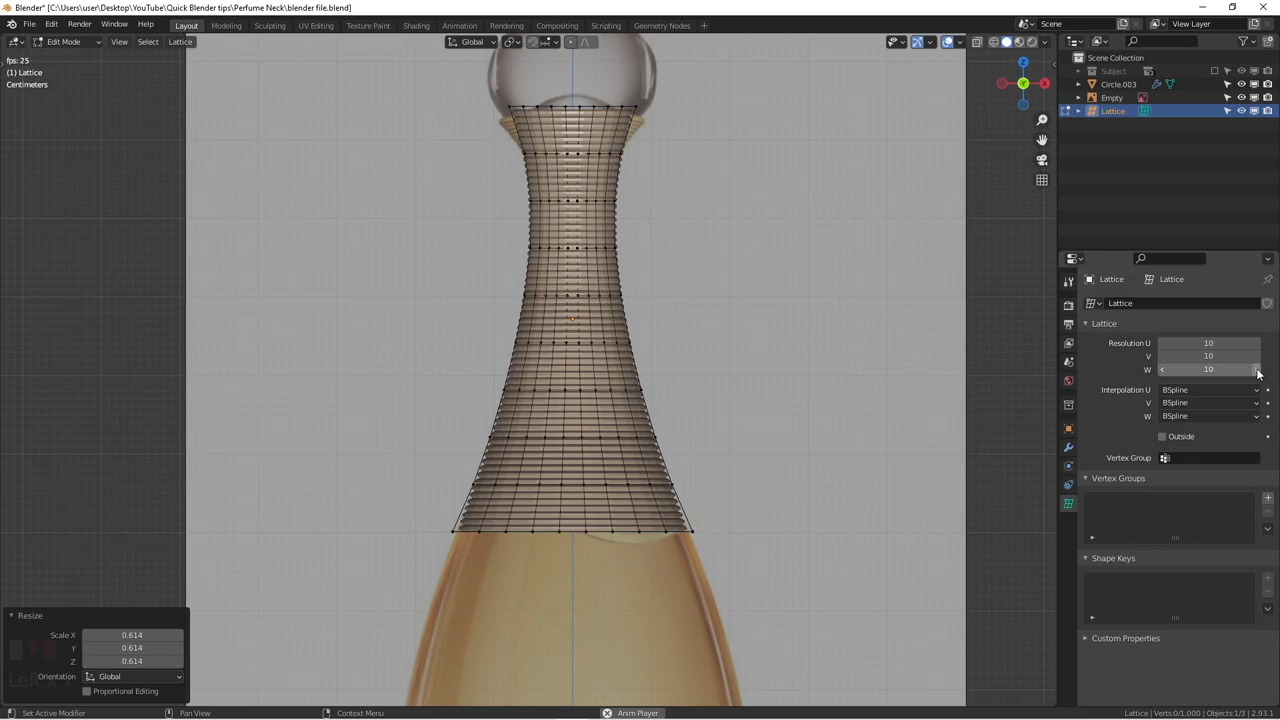 Blender* [C:\Users\user\Desktop\YouTube\Quick Blender tips\Perfume Neck\blender file.blend]
File Edit Render Window Help Layout Modeling Sculpting UV Editing Texture Paint Shading Animation Rendering Compositing Scripting Geometry Nodes + Scene View Layer
Edit Mode View Select Lattice Global
fps: 25
(1) Lattice
Centimeters
Z
X
Y
Scene Collection
Subject
Circle.003
Empty
Lattice
Lattice Lattice
Lattice
Lattice
Resolution U 10
V 10
W 10
Interpolation U BSpline
V BSpline
W BSpline
Outside
Vertex Group
Vertex Groups
Shape Keys
Custom Properties
Resize
Scale X 0.614
Y 0.614
Z 0.614
Orientation Global
Proportional Editing
Set Active Modifier Pan View Context Menu Anim Player Lattice | Verts:0/1,000 | Objects:1/3 | 2.93.1